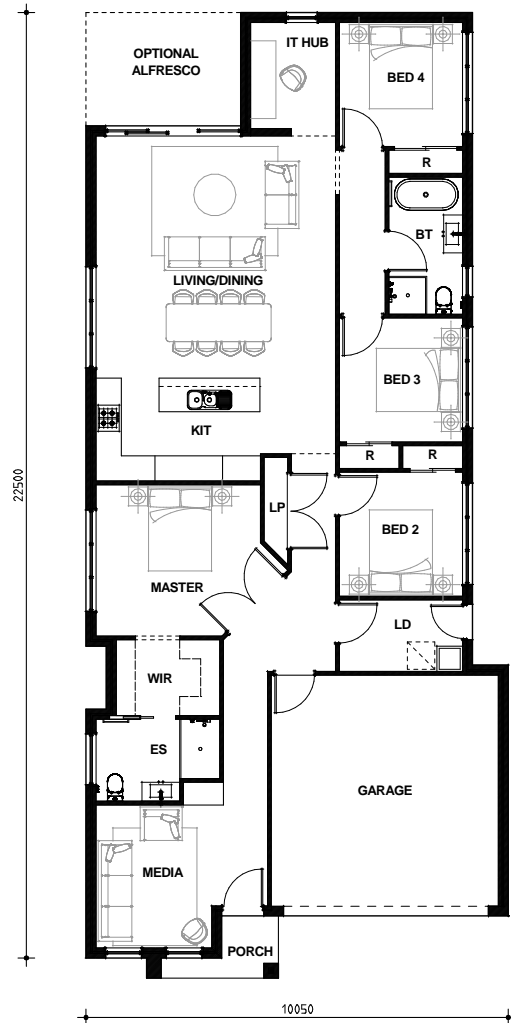 OPTIONAL
ALFRESCO
IT HUB
BED 4
R
BT
LIVING/DINING
BED 3
KIT
R
R
LP
BED 2
MASTER
LD
WIR
ES
GARAGE
MEDIA
PORCH
22500
10050